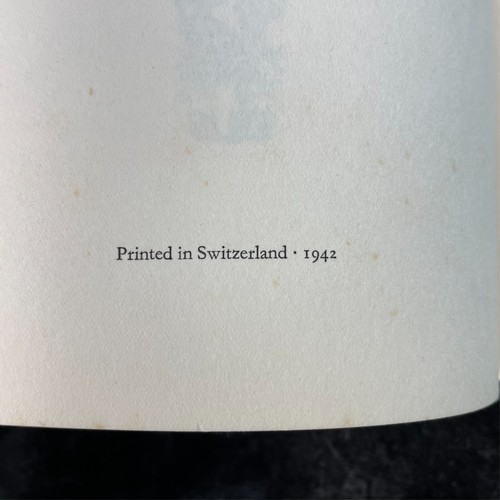 Printed in Switzerland · 1942